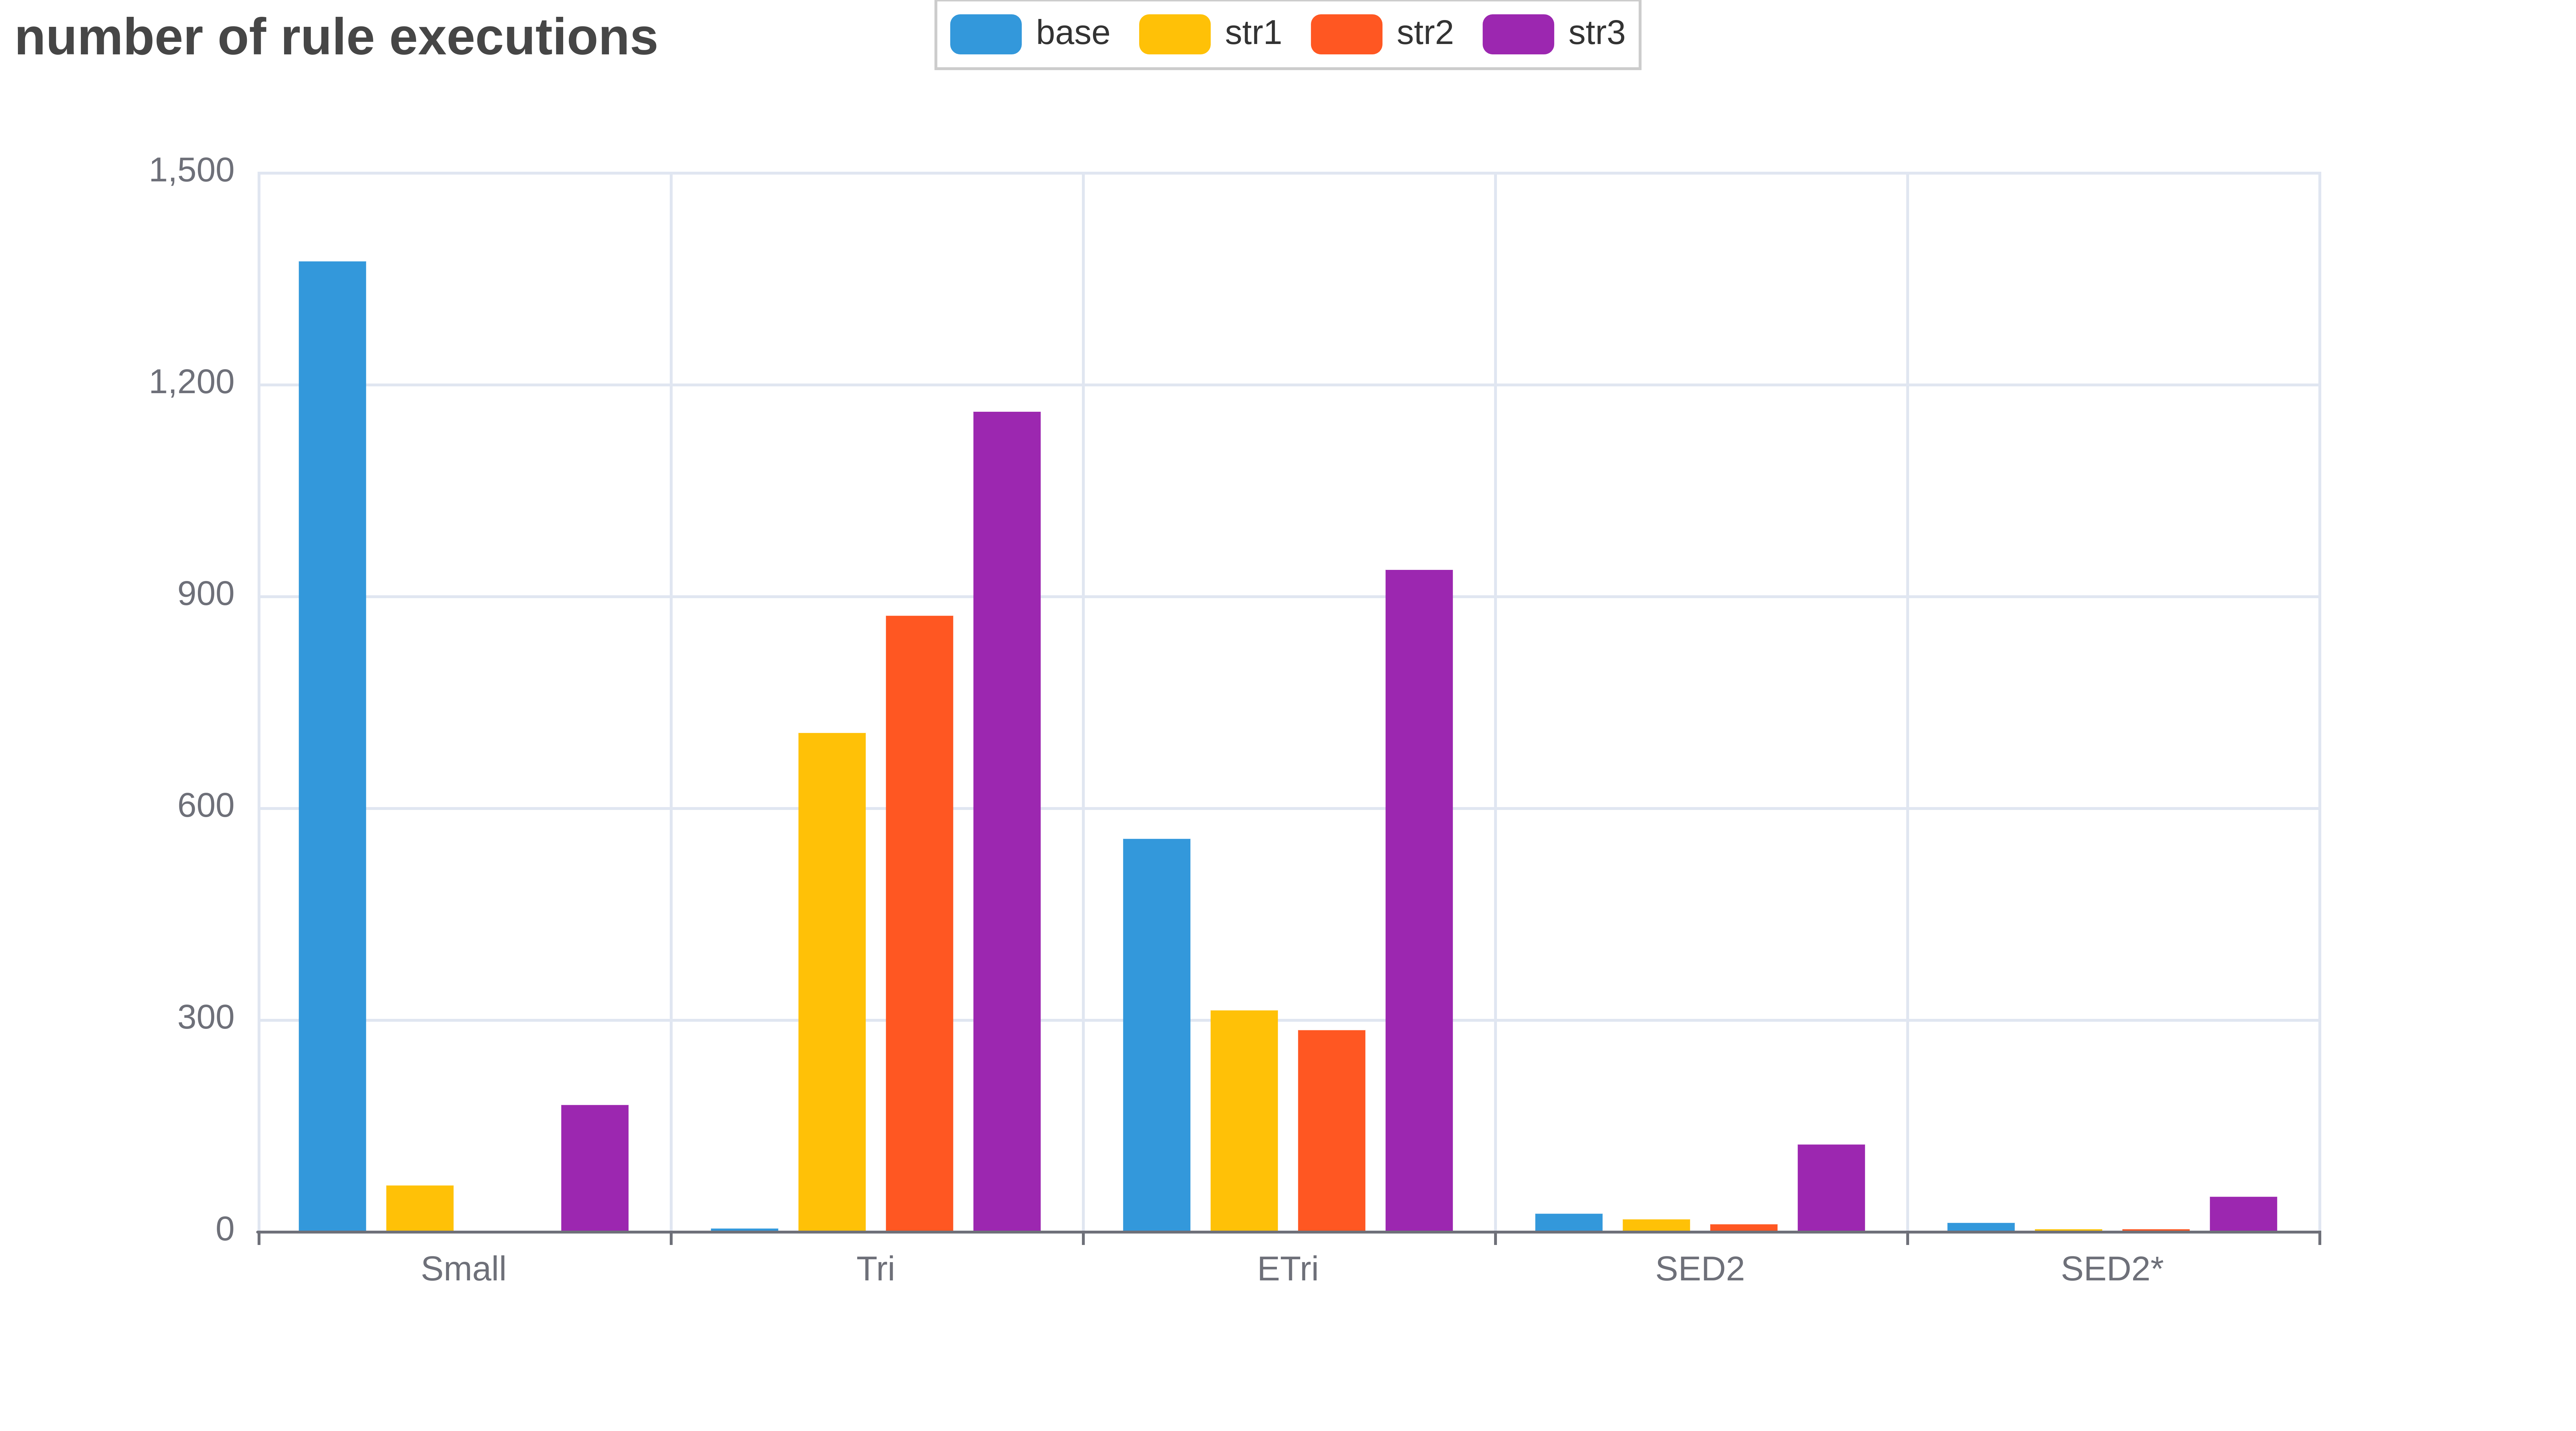 number of rule executions
base str1 str2 str3
1,500
1,200
900
600
300
0
Small Tri ETri SED2 SED2*